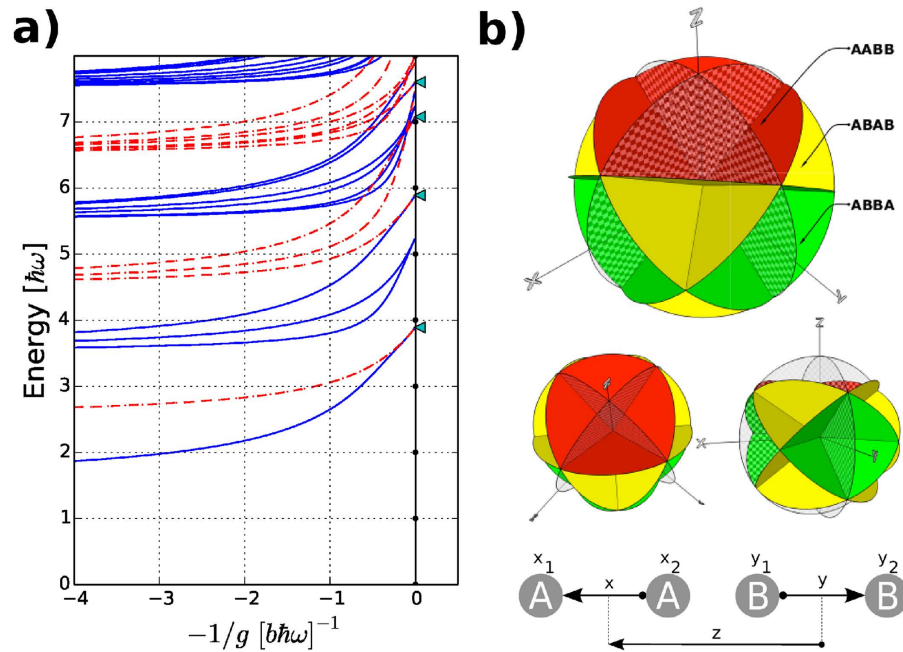 a)
7
6
5
4
3
2
1
0
Energy [ħω]
-4
-3
-2
-1
0
-1/g [bħω]⁻¹
b)
Z
AABB
ABAB
ABBA
X
Y
Z
X
x₁
x₂
y₁
y₂
A
x
A
B
y
B
z